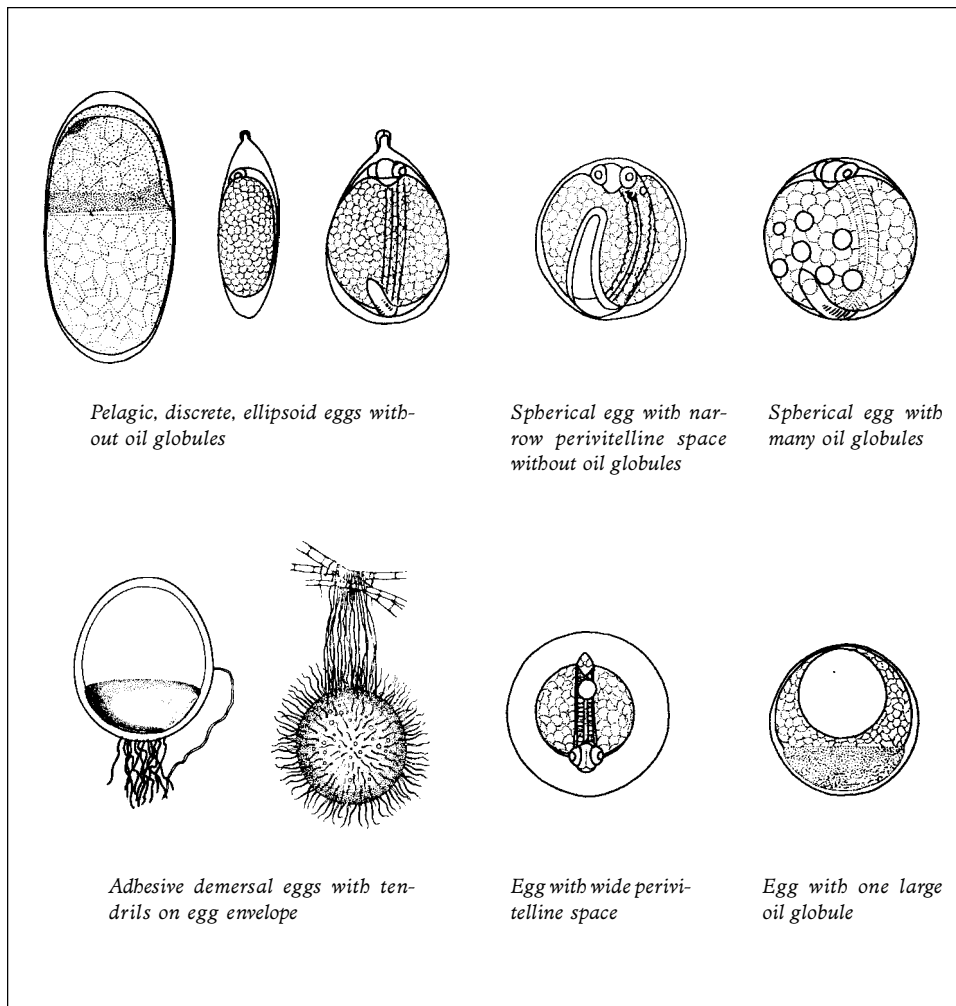 Pelagic, discrete, ellipsoid eggs with-
out oil globules
Spherical egg with nar-
row perivitelline space
without oil globules
Spherical egg with
many oil globules
Adhesive demersal eggs with ten-
drils on egg envelope
Egg with wide perivi-
telline space
Egg with one large
oil globule